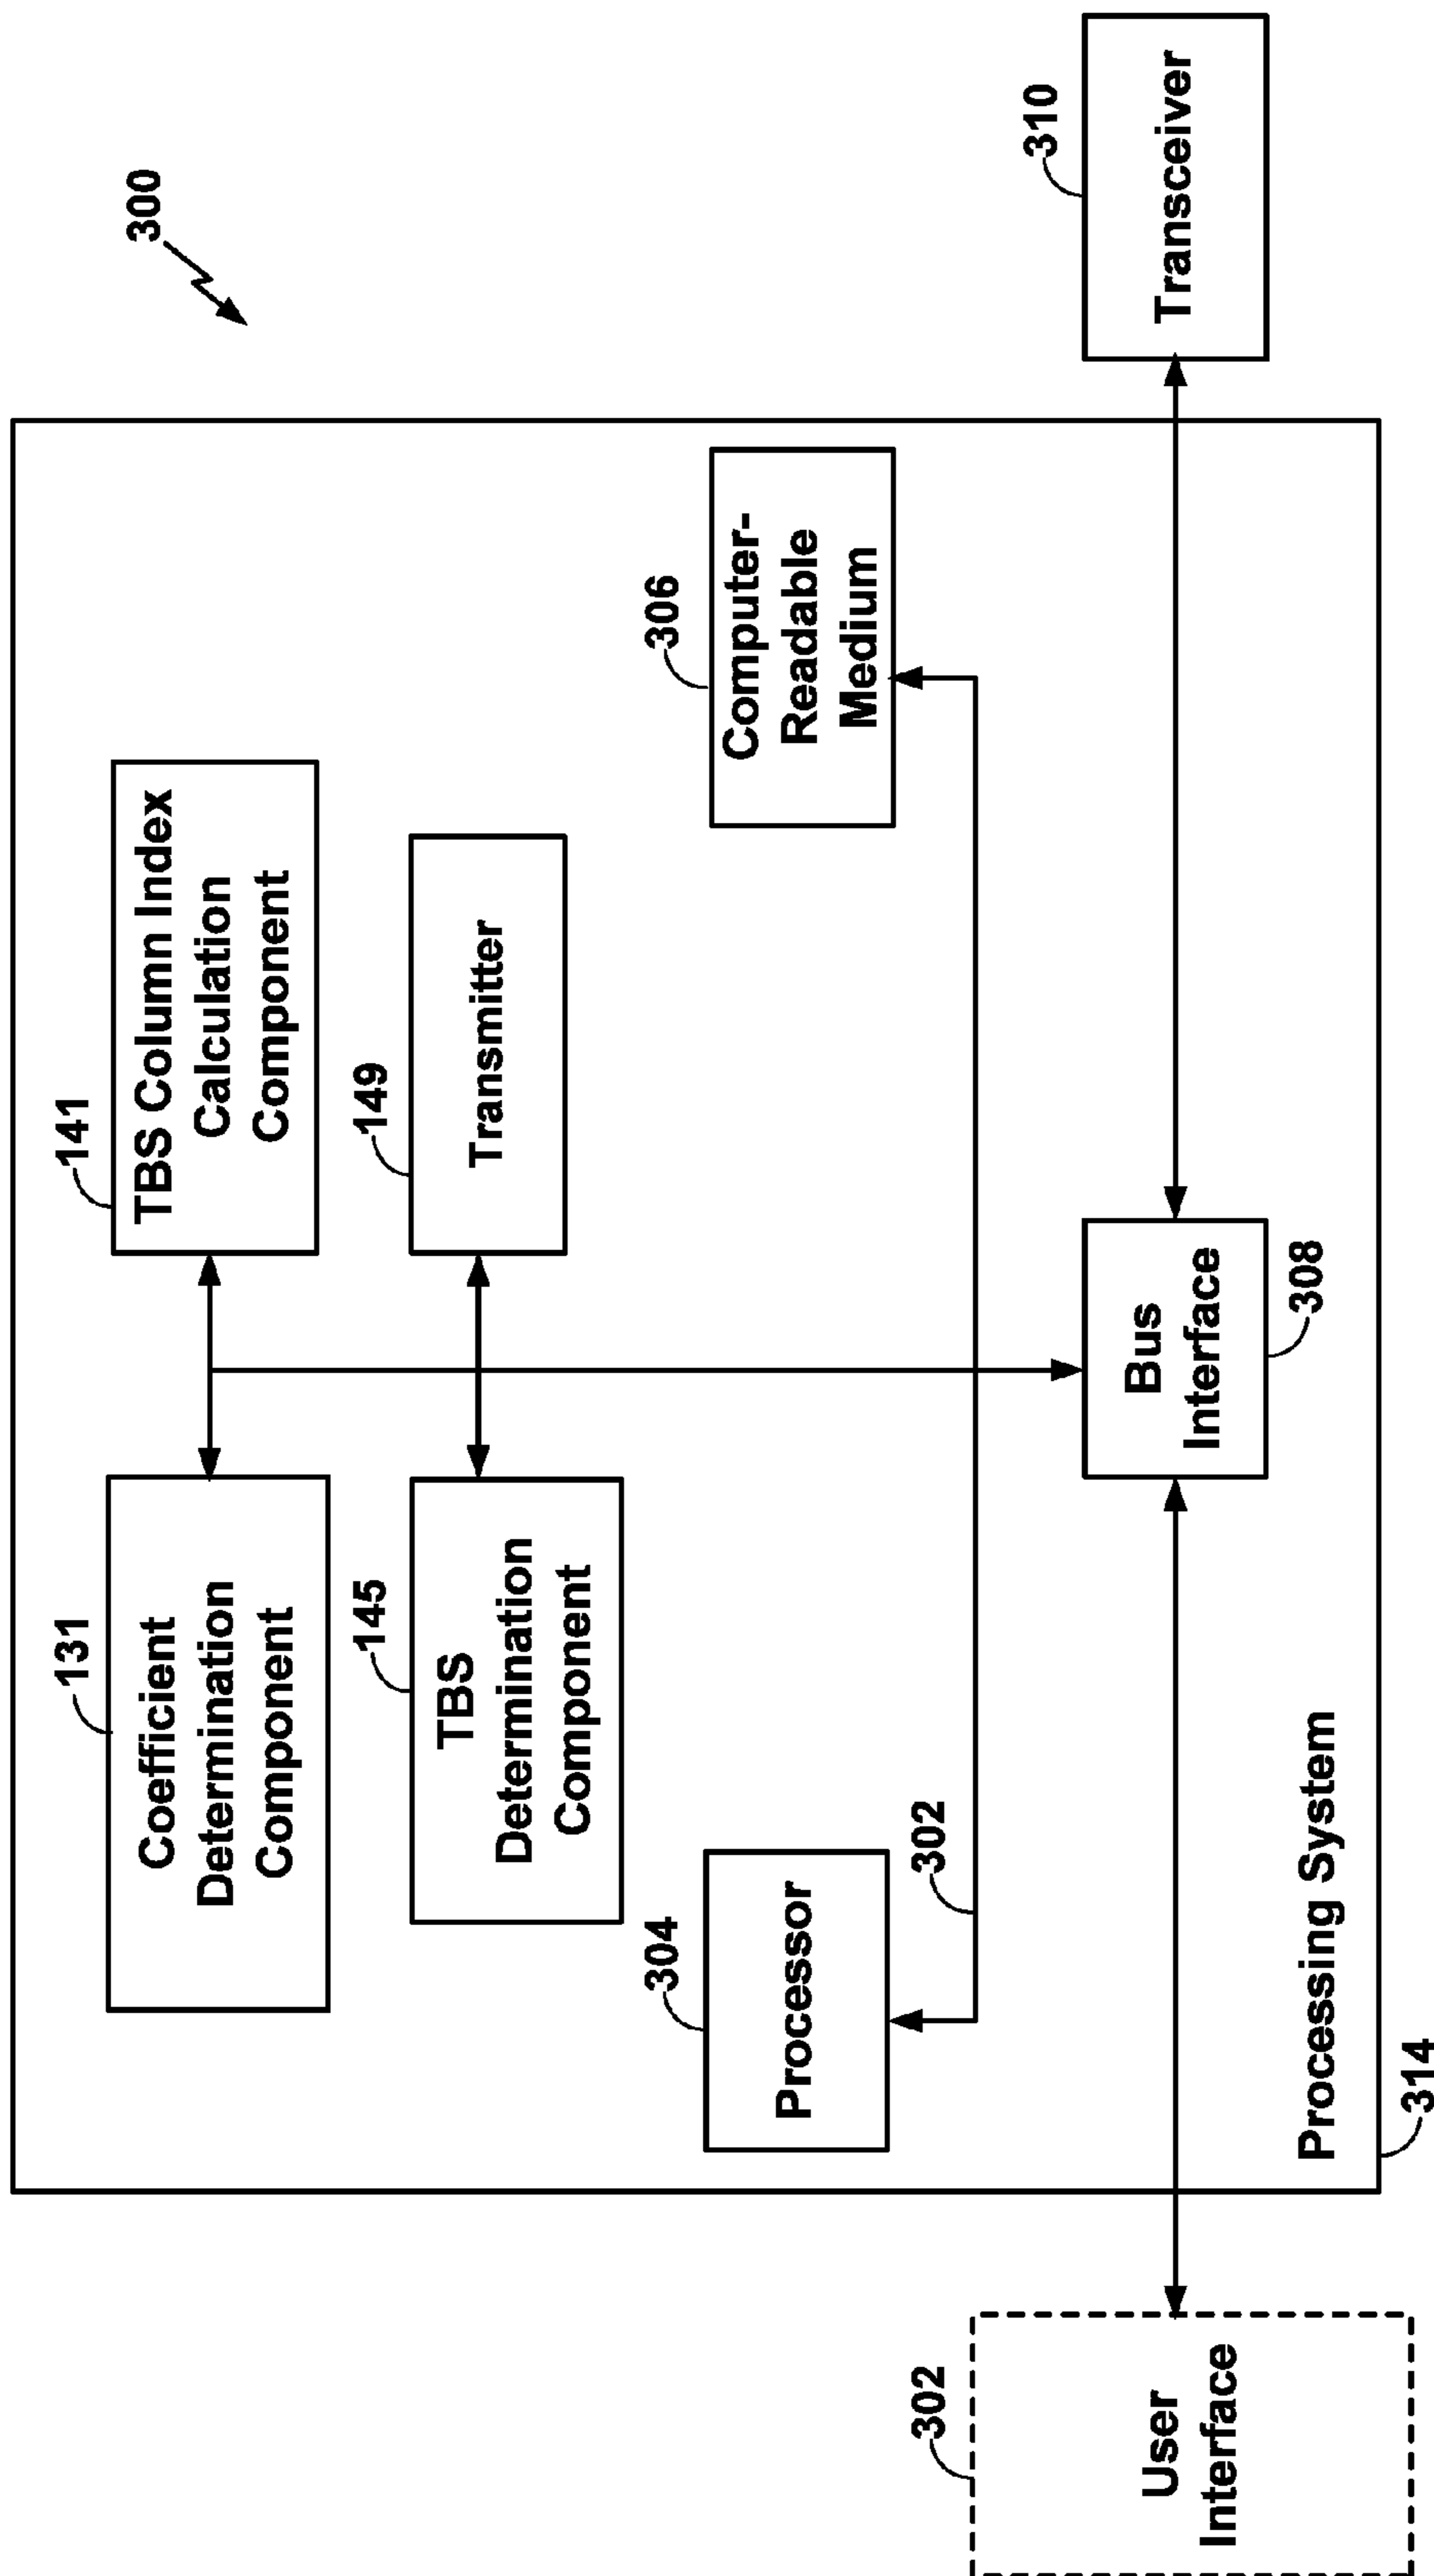 300
131
Coefficient
Determination
Component
141
TBS Column Index
Calculation
Component
145
TBS
Determination
Component
149
Transmitter
304
Processor
306
Computer-
Readable
Medium
302
302
User
Interface
Bus
Interface
308
310
Transceiver
Processing System
314